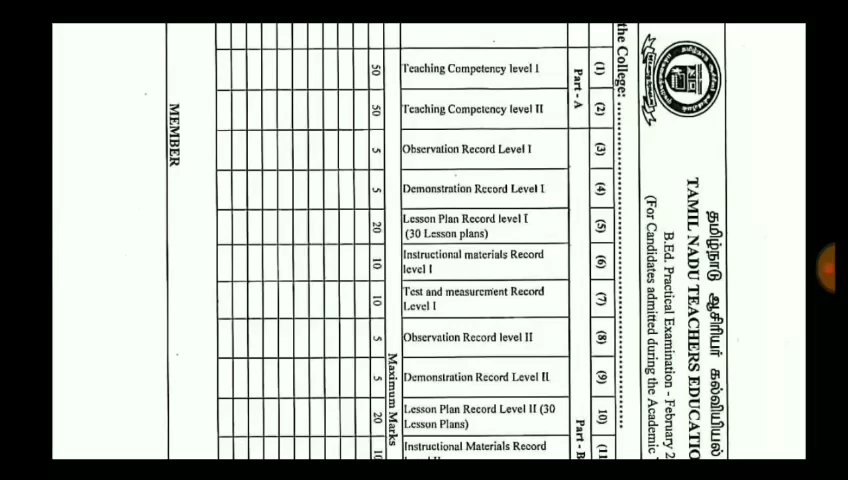 தமிழ்நாடு ஆசிரியர் கல்வியியல்
TAMIL NADU TEACHERS EDUCATIO
B.Ed. Practical Examination - February 2
(For Candidates admitted during the Academic
the College:
(1)
(2)
(3)
(4)
(5)
(6)
(7)
(8)
(9)
10)
(11
Part - A
Part - B
Teaching Competency level I
Teaching Competency level II
Observation Record Level I
Demonstration Record Level I
Lesson Plan Record level I
(30 Lesson plans)
Instructional materials Record
level I
Test and measurement Record
Level I
Observation Record level II
Demonstration Record Level II
Lesson Plan Record Level II (30
Lesson Plans)
Instructional Materials Record
Maximum Marks
50
50
5
5
20
10
10
5
5
20
10
MEMBER